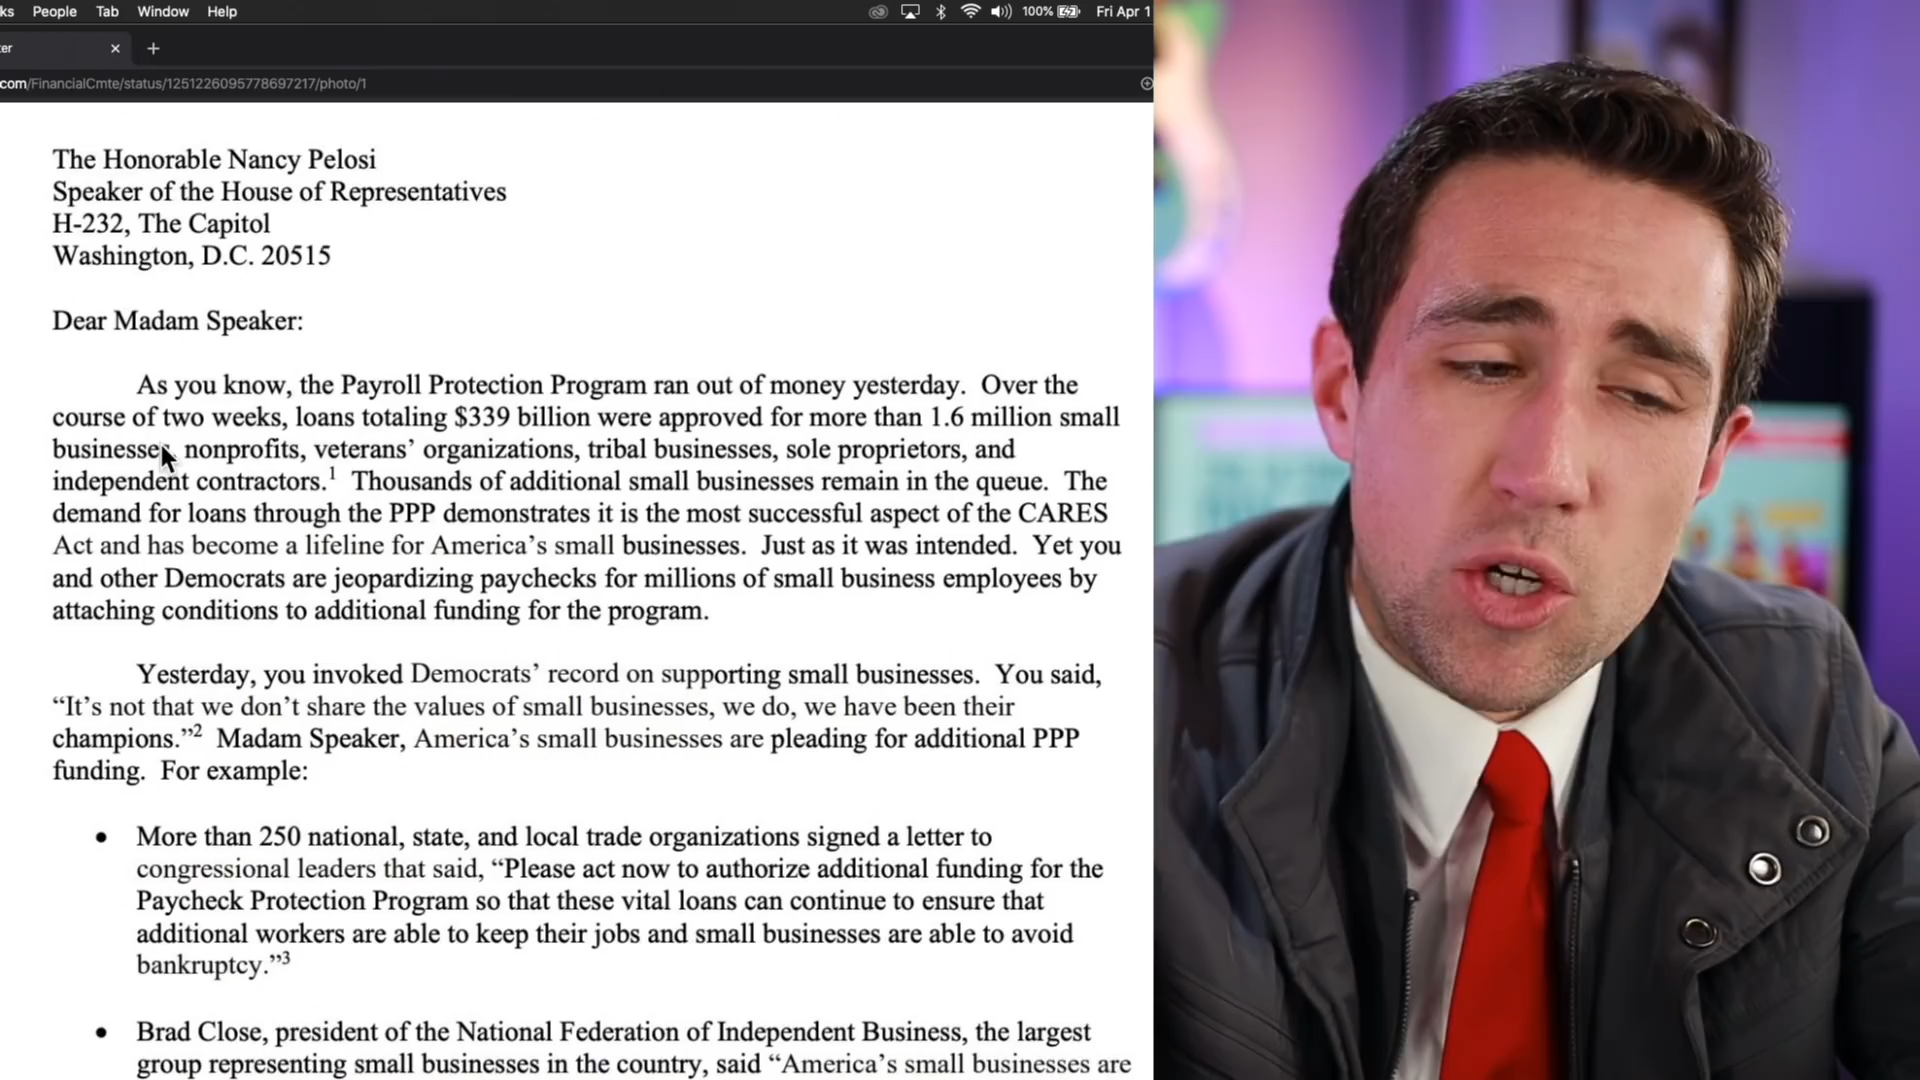 People Tab Window Help 100% Fri Apr 1
com/FinancialCmte/status/1251226095778697217/photo/1
The Honorable Nancy Pelosi
Speaker of the House of Representatives
H-232, The Capitol
Washington, D.C. 20515
Dear Madam Speaker:
As you know, the Payroll Protection Program ran out of money yesterday. Over the
course of two weeks, loans totaling $339 billion were approved for more than 1.6 million small
businesses, nonprofits, veterans’ organizations, tribal businesses, sole proprietors, and
independent contractors.1 Thousands of additional small businesses remain in the queue. The
demand for loans through the PPP demonstrates it is the most successful aspect of the CARES
Act and has become a lifeline for America’s small businesses. Just as it was intended. Yet you
and other Democrats are jeopardizing paychecks for millions of small business employees by
attaching conditions to additional funding for the program.
Yesterday, you invoked Democrats’ record on supporting small businesses. You said,
“It’s not that we don’t share the values of small businesses, we do, we have been their
champions.”2 Madam Speaker, America’s small businesses are pleading for additional PPP
funding. For example:
• More than 250 national, state, and local trade organizations signed a letter to
congressional leaders that said, “Please act now to authorize additional funding for the
Paycheck Protection Program so that these vital loans can continue to ensure that
additional workers are able to keep their jobs and small businesses are able to avoid
bankruptcy.”3
• Brad Close, president of the National Federation of Independent Business, the largest
group representing small businesses in the country, said “America’s small businesses are